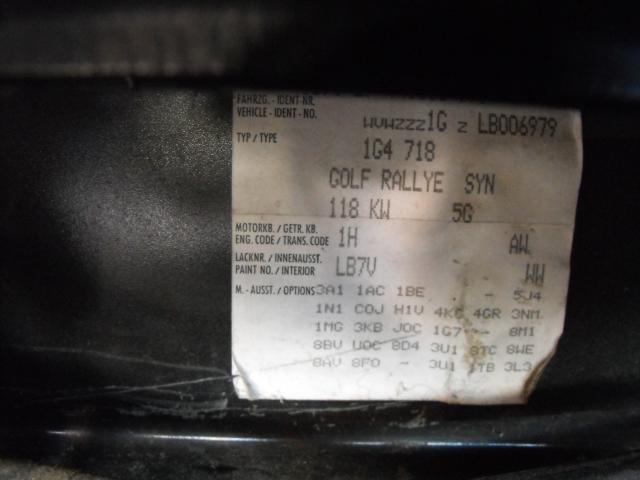 FAHRZG. - IDENT-NR.
VEHICLE - IDENT - NO. WVWZZZ1G Z LB006979
TYP / TYPE 1G4 718
GOLF RALLYE SYN
118 KW 5G
MOTORKB. / GETR. KB.
ENG. CODE / TRANS. CODE 1H AW
LACKNR. / INNENAUSST.
PAINT NO. / INTERIOR LB7V WW
M. - AUSST. / OPTIONS 3A1 1AC 1BE - - 5J4
1N1 C0J H1V 4KC 4GR 3NM
1MG 3KB J0C 1G7 - - 8M1
8BV U0C 8D4 3U1 8TC 8WE
8AV 8F0 - 3U1 1TB 3L3